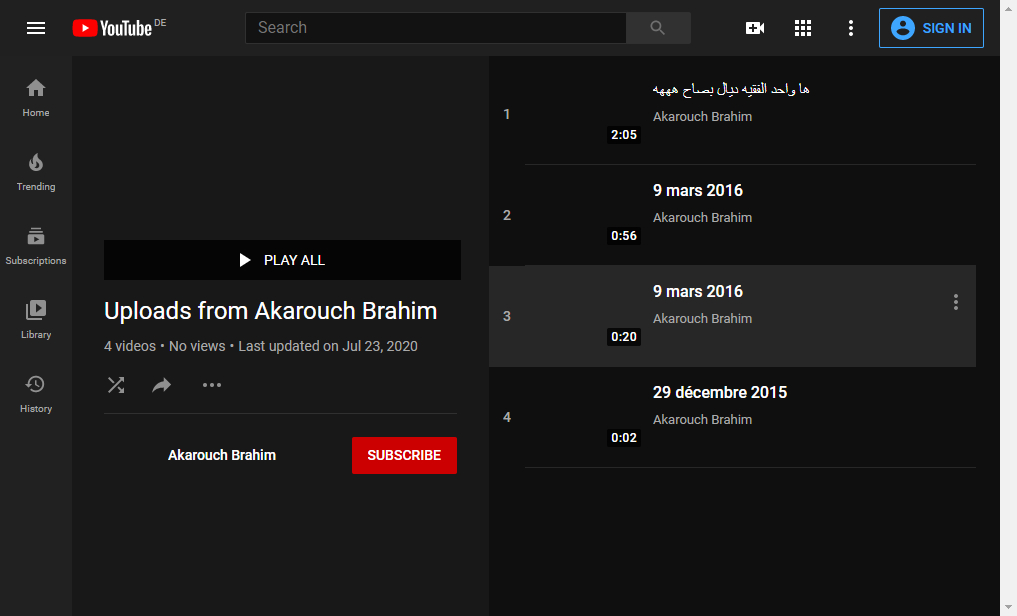 YouTube DE
Search
SIGN IN
Home
Trending
Subscriptions
Library
History
PLAY ALL
Uploads from Akarouch Brahim
4 videos • No views • Last updated on Jul 23, 2020
Akarouch Brahim
SUBSCRIBE
1
2:05
ها واحد الفقيه ديال بصاح هههه
Akarouch Brahim
2
0:56
9 mars 2016
Akarouch Brahim
3
0:20
9 mars 2016
Akarouch Brahim
4
0:02
29 décembre 2015
Akarouch Brahim